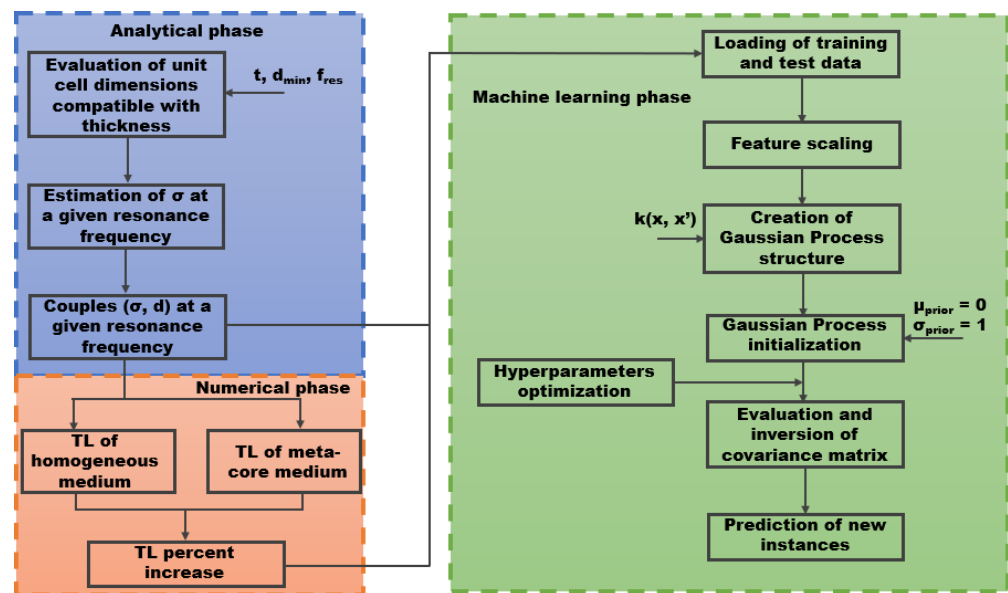 Analytical phase
Evaluation of unit
cell dimensions
compatible with
thickness
t, dmin, fres
Estimation of σ at
a given resonance
frequency
Couples (σ, d) at a
given resonance
frequency
Numerical phase
TL of
homogeneous
medium
TL of meta-
core medium
TL percent
increase
Loading of training
and test data
Machine learning phase
Feature scaling
k(x, x’)
Creation of
Gaussian Process
structure
μprior = 0
σprior = 1
Gaussian Process
initialization
Hyperparameters
optimization
Evaluation and
inversion of
covariance matrix
Prediction of new
instances